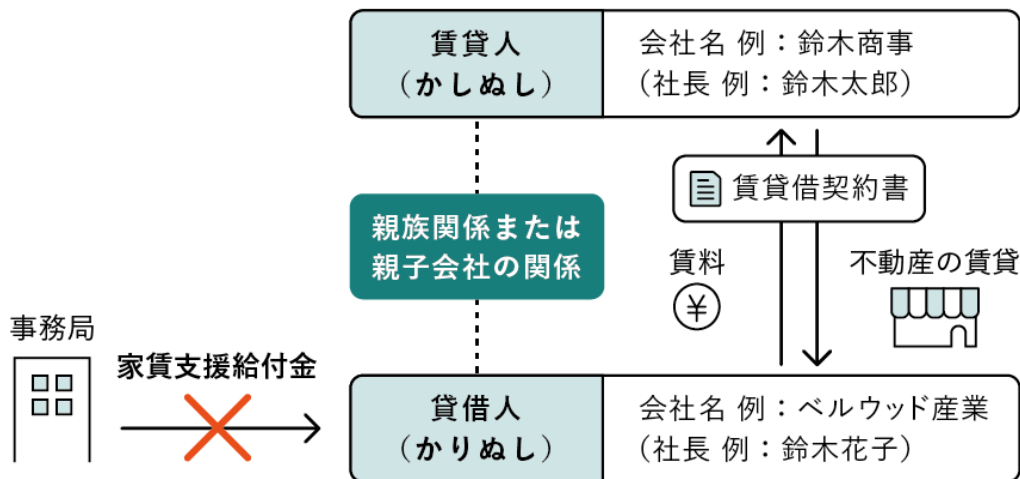 賃貸人
(かしぬし)
会社名 例：鈴木商事
(社長 例：鈴木太郎)
賃貸借契約書
親族関係または
親子会社の関係
賃料
¥
不動産の賃貸
事務局
家賃支援給付金
貸借人
(かりぬし)
会社名 例：ベルウッド産業
(社長 例：鈴木花子)